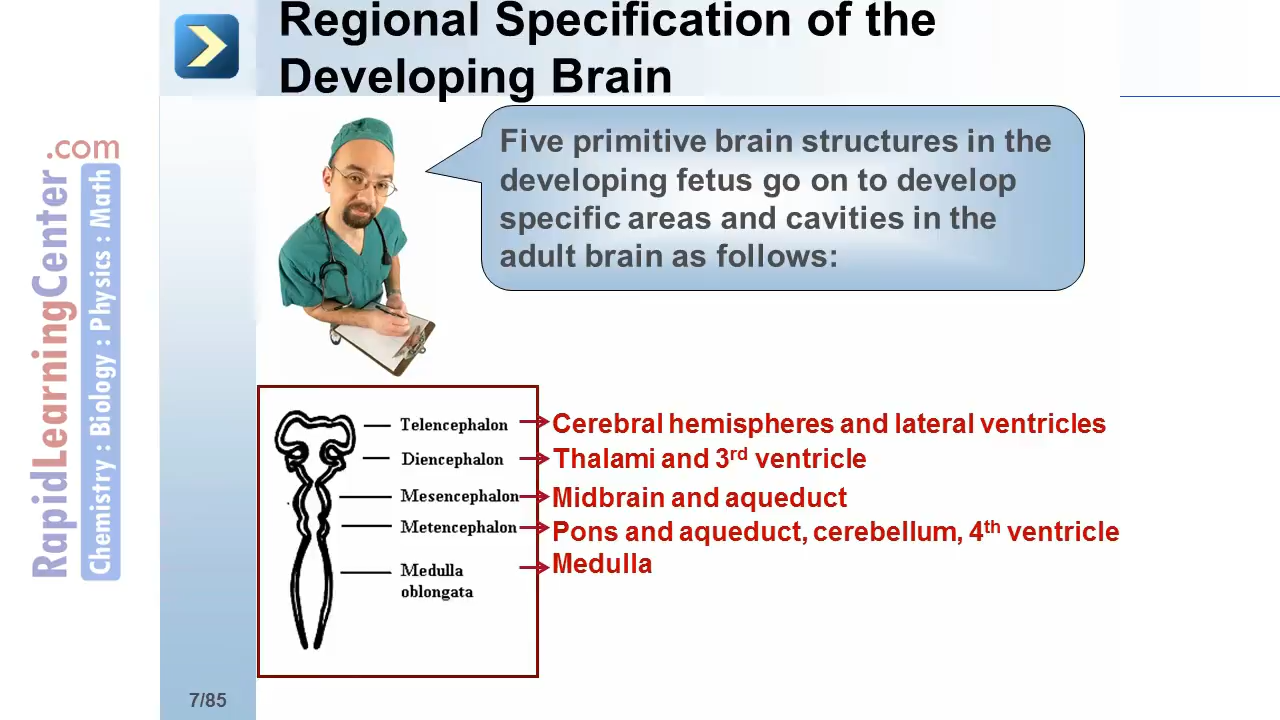 Regional Specification of the
Developing Brain
Five primitive brain structures in the
developing fetus go on to develop
specific areas and cavities in the
adult brain as follows:
RapidLearningCenter.com
Chemistry : Biology : Physics : Math
Telencephalon
Cerebral hemispheres and lateral ventricles
Diencephalon
Thalami and 3rd ventricle
Mesencephalon
Midbrain and aqueduct
Metencephalon
Pons and aqueduct, cerebellum, 4th ventricle
Medulla
oblongata
Medulla
7/85